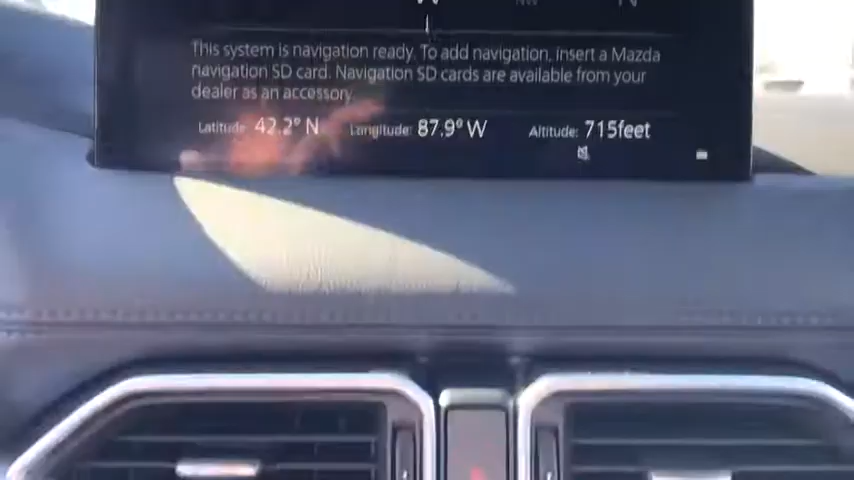 This system is navigation ready. To add navigation, insert a Mazda
navigation SD card. Navigation SD cards are available from your
dealer as an accessory.
Latitude: 42.2° N Longitude: 87.9° W Altitude: 715feet